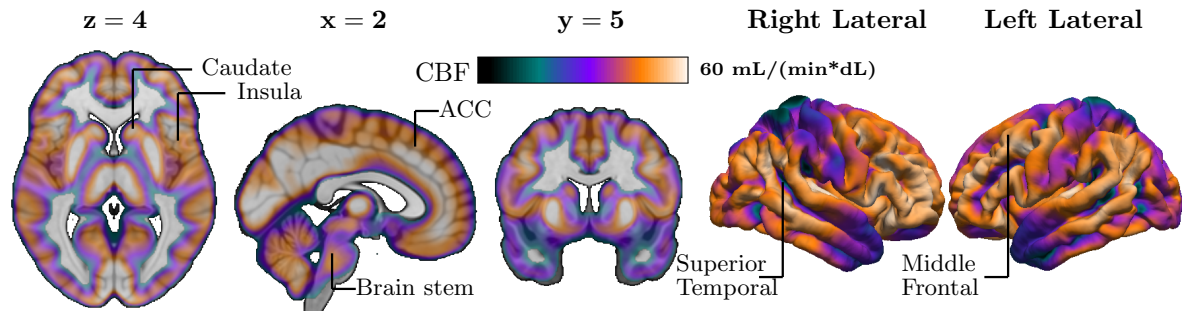 z = 4
x = 2
y = 5
Right Lateral
Left Lateral
Caudate
Insula
CBF
60 mL/(min*dL)
ACC
Brain stem
Superior
Temporal
Middle
Frontal